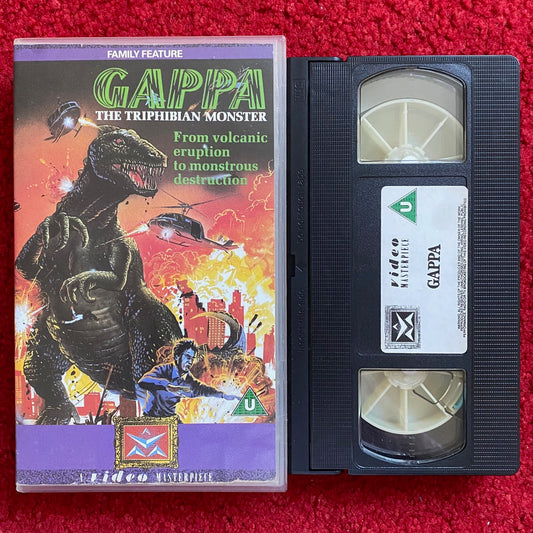 FAMILY FEATURE
GAPPA
THE TRIPHIBIAN MONSTER
From volcanic
eruption
to monstrous
destruction
U
A video MASTERPIECE
U
video
MASTERPIECE
GAPPA